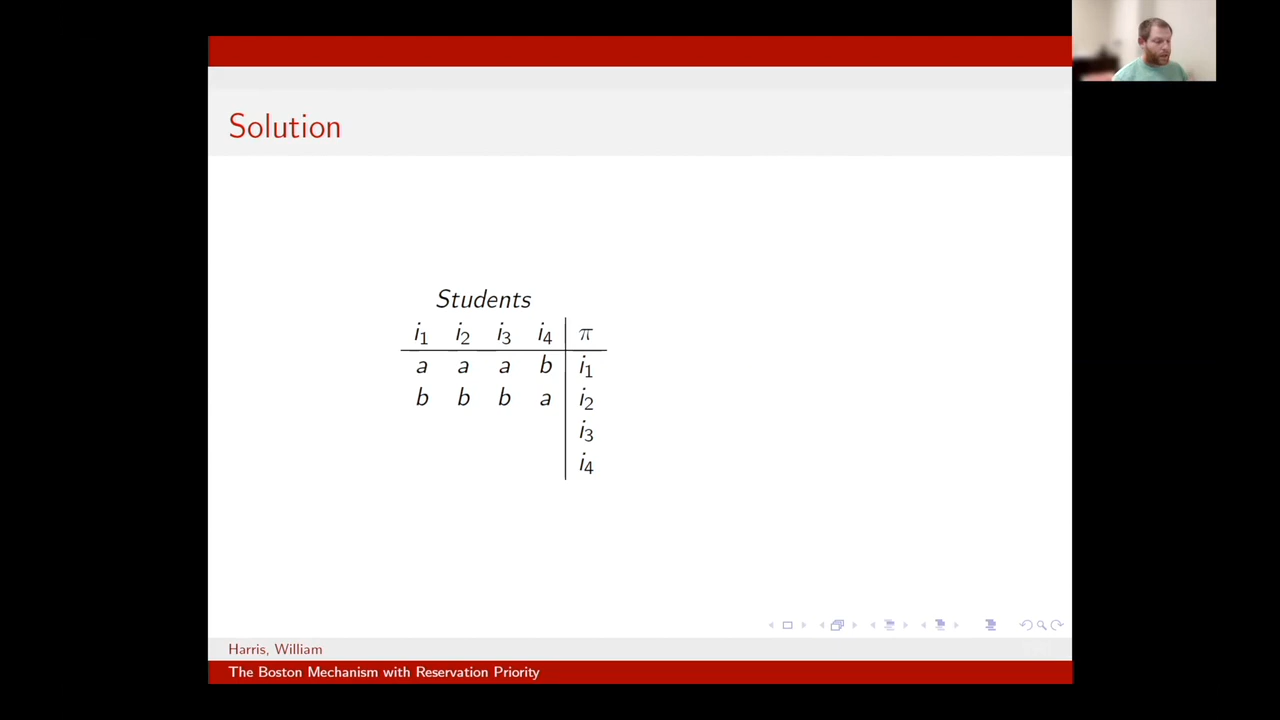 Solution
Students
i₁ i₂ i₃ i₄ π
a a a b i₁
b b b a i₂
i₃
i₄
Harris, William
The Boston Mechanism with Reservation Priority